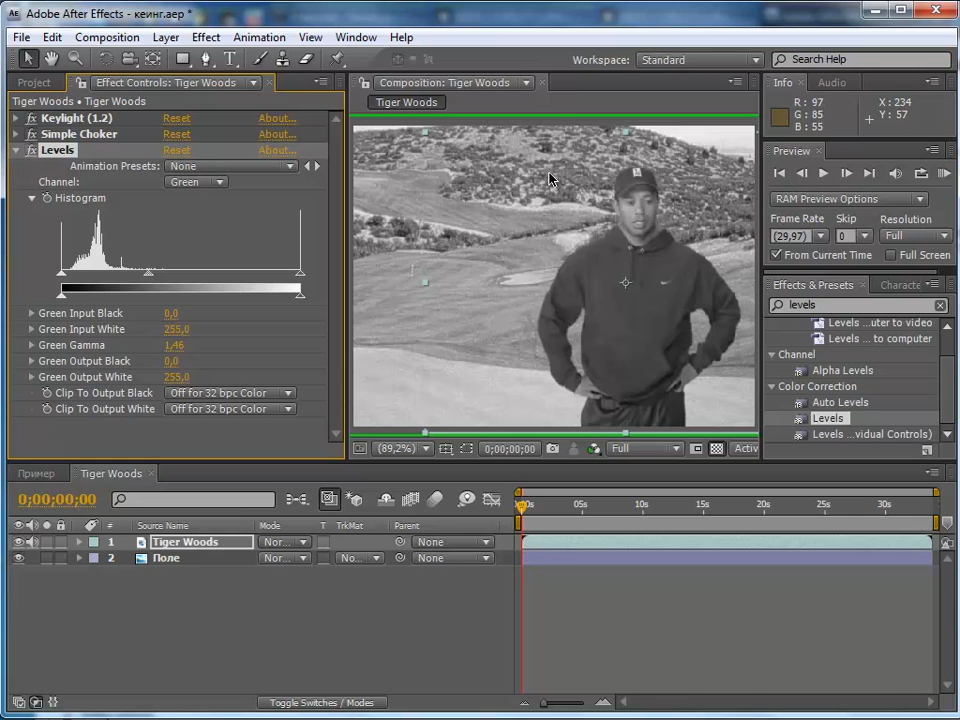 Adobe After Effects - кеинг.aep *
File Edit Composition Layer Effect Animation View Window Help
Workspace: Standard Search Help
Project Effect Controls: Tiger Woods
Tiger Woods • Tiger Woods
Keylight (1.2) Reset About...
Simple Choker Reset About...
Levels Reset About...
Animation Presets: None
Channel: Green
Histogram
Green Input Black 0,0
Green Input White 255,0
Green Gamma 1,46
Green Output Black 0,0
Green Output White 255,0
Clip To Output Black Off for 32 bpc Color
Clip To Output White Off for 32 bpc Color
Composition: Tiger Woods
Tiger Woods
(89,2%) 0;00;00;00 Full Activ
Info Audio
R : 97
G : 85
B : 55
X : 234
Y : 57
Preview
RAM Preview Options
Frame Rate Skip Resolution
(29,97) 0 Full
From Current Time Full Screen
Effects & Presets Characte
levels
Levels ...uter to video
Levels ... to computer
Channel
Alpha Levels
Color Correction
Auto Levels
Levels
Levels ...vidual Controls)
Пример Tiger Woods
0;00;00;00
05s 10s 15s 20s 25s 30s
# Source Name Mode T TrkMat Parent
1 Tiger Woods Nor... None
2 Поле Nor... No... None
Toggle Switches / Modes